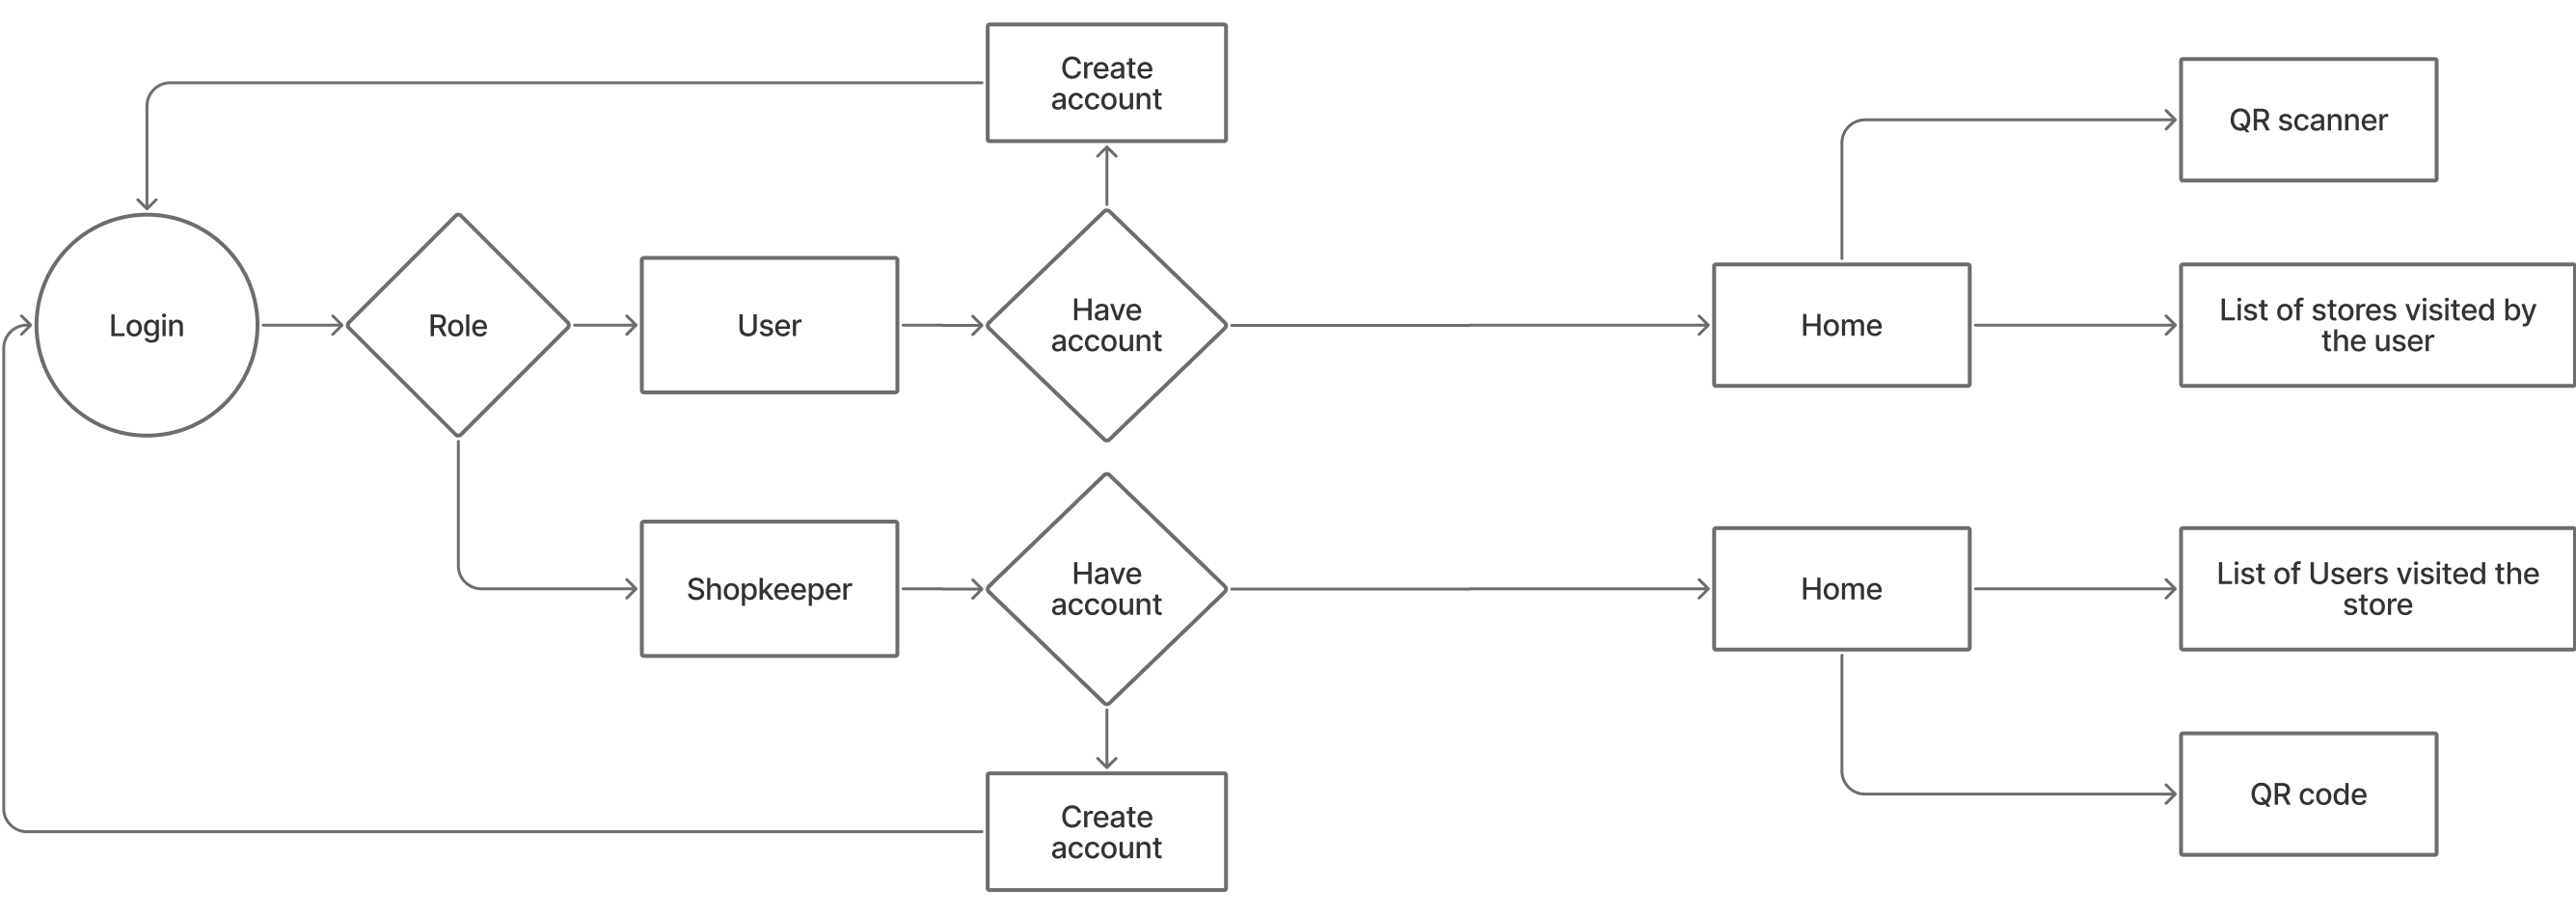 Create
account
QR scanner
Login
Role
User
Have
account
Home
List of stores visited by
the user
Shopkeeper
Have
account
Home
List of Users visited the
store
Create
account
QR code